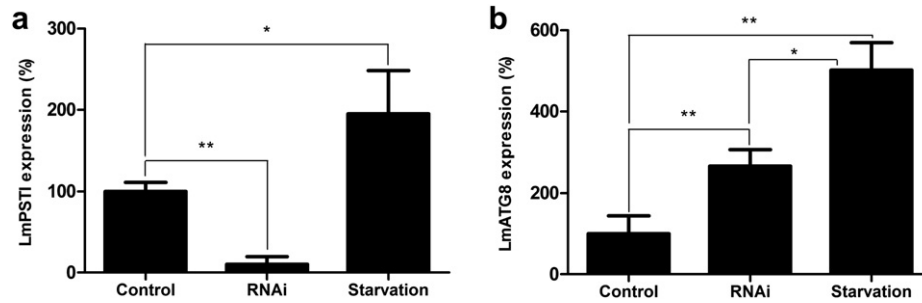 a
LmPSTI expression (%)
300
200
100
0
*
**
Control RNAi Starvation
b
LmATG8 expression (%)
600
400
200
0
**
*
**
Control RNAi Starvation